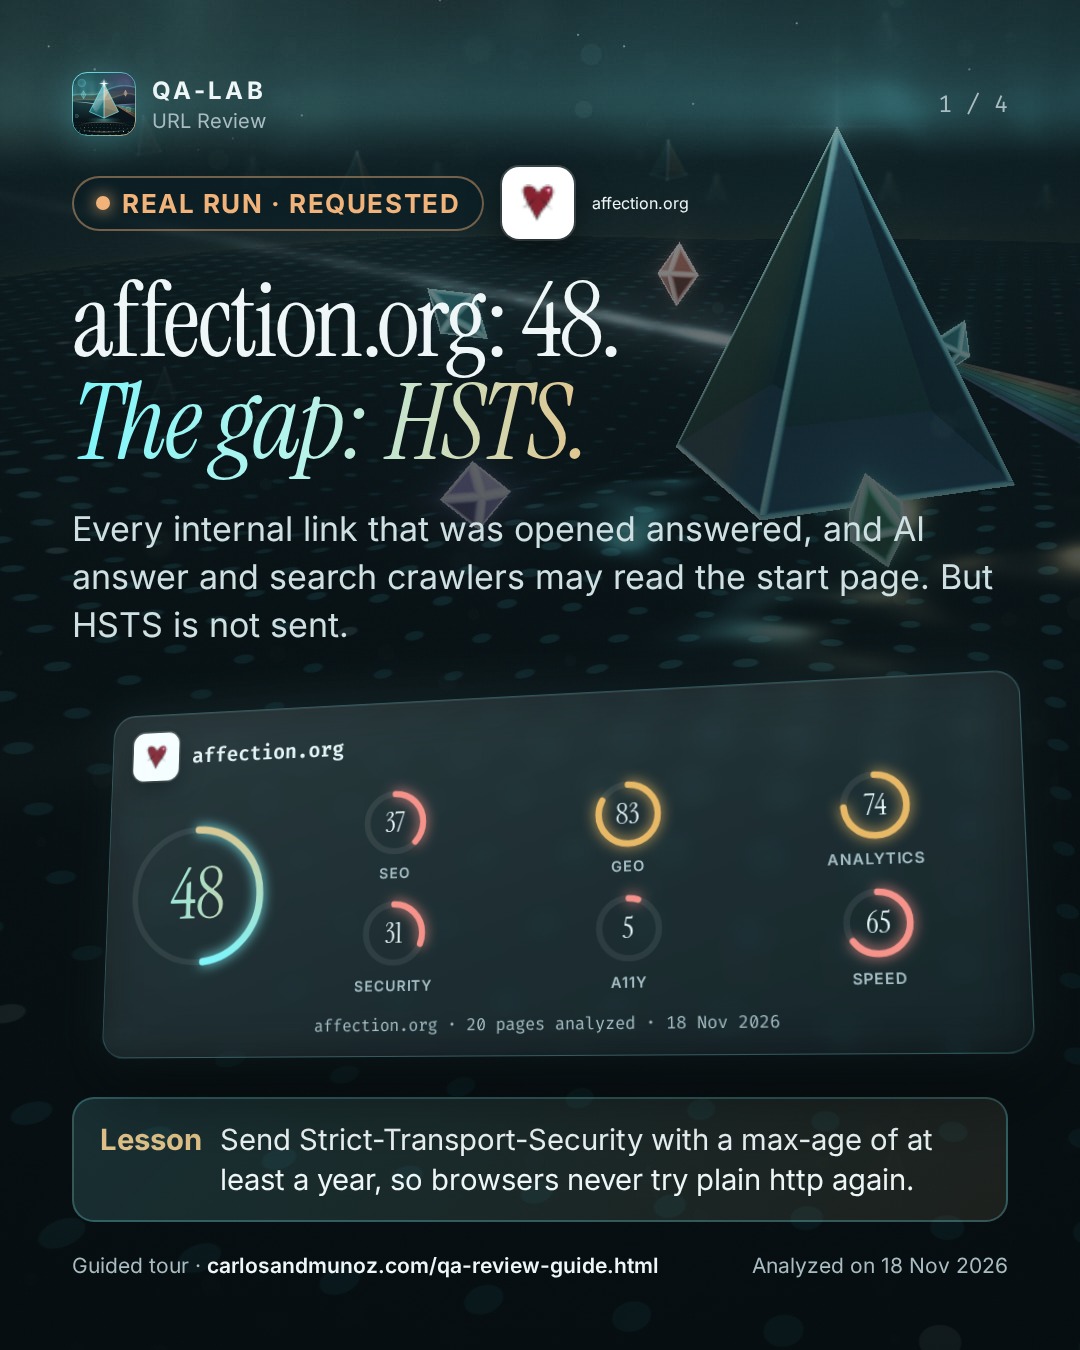 QA-LAB
URL Review
1 / 4
REAL RUN · REQUESTED
affection.org
affection.org: 48.
The gap: HSTS.
Every internal link that was opened answered, and AI
answer and search crawlers may read the start page. But
HSTS is not sent.
affection.org
48
37
SEO
83
GEO
74
ANALYTICS
31
SECURITY
5
A11Y
65
SPEED
affection.org · 20 pages analyzed · 18 Nov 2026
Lesson Send Strict-Transport-Security with a max-age of at
least a year, so browsers never try plain http again.
Guided tour · carlosandmunoz.com/qa-review-guide.html
Analyzed on 18 Nov 2026